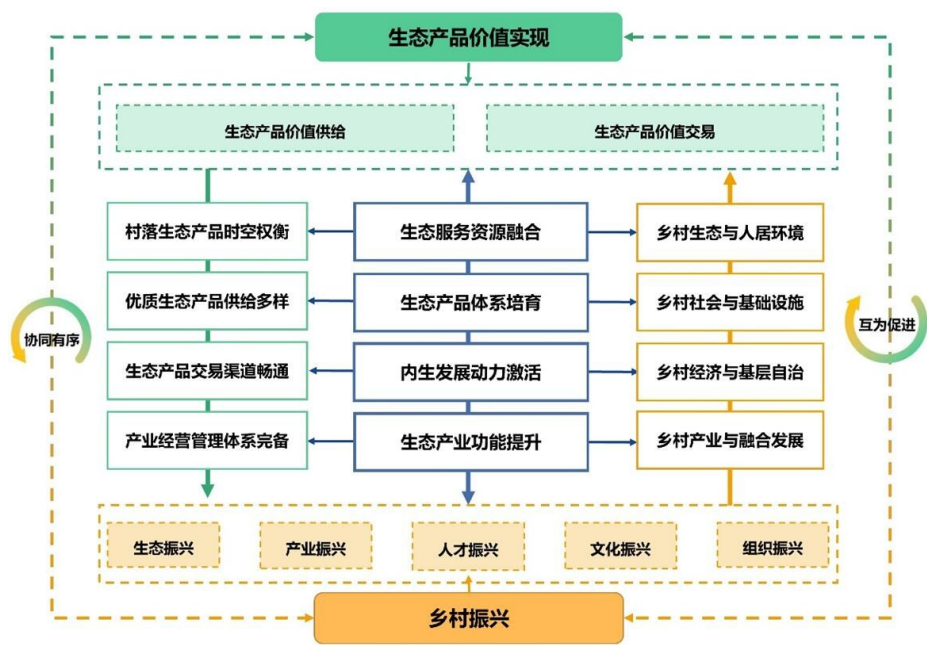 生态产品价值实现
生态产品价值供给
生态产品价值交易
村落生态产品时空权衡
生态服务资源融合
乡村生态与人居环境
优质生态产品供给多样
生态产品体系培育
乡村社会与基础设施
协同有序
互为促进
生态产品交易渠道畅通
内生发展动力激活
乡村经济与基层自治
产业经营管理体系完备
生态产业功能提升
乡村产业与融合发展
生态振兴
产业振兴
人才振兴
文化振兴
组织振兴
乡村振兴